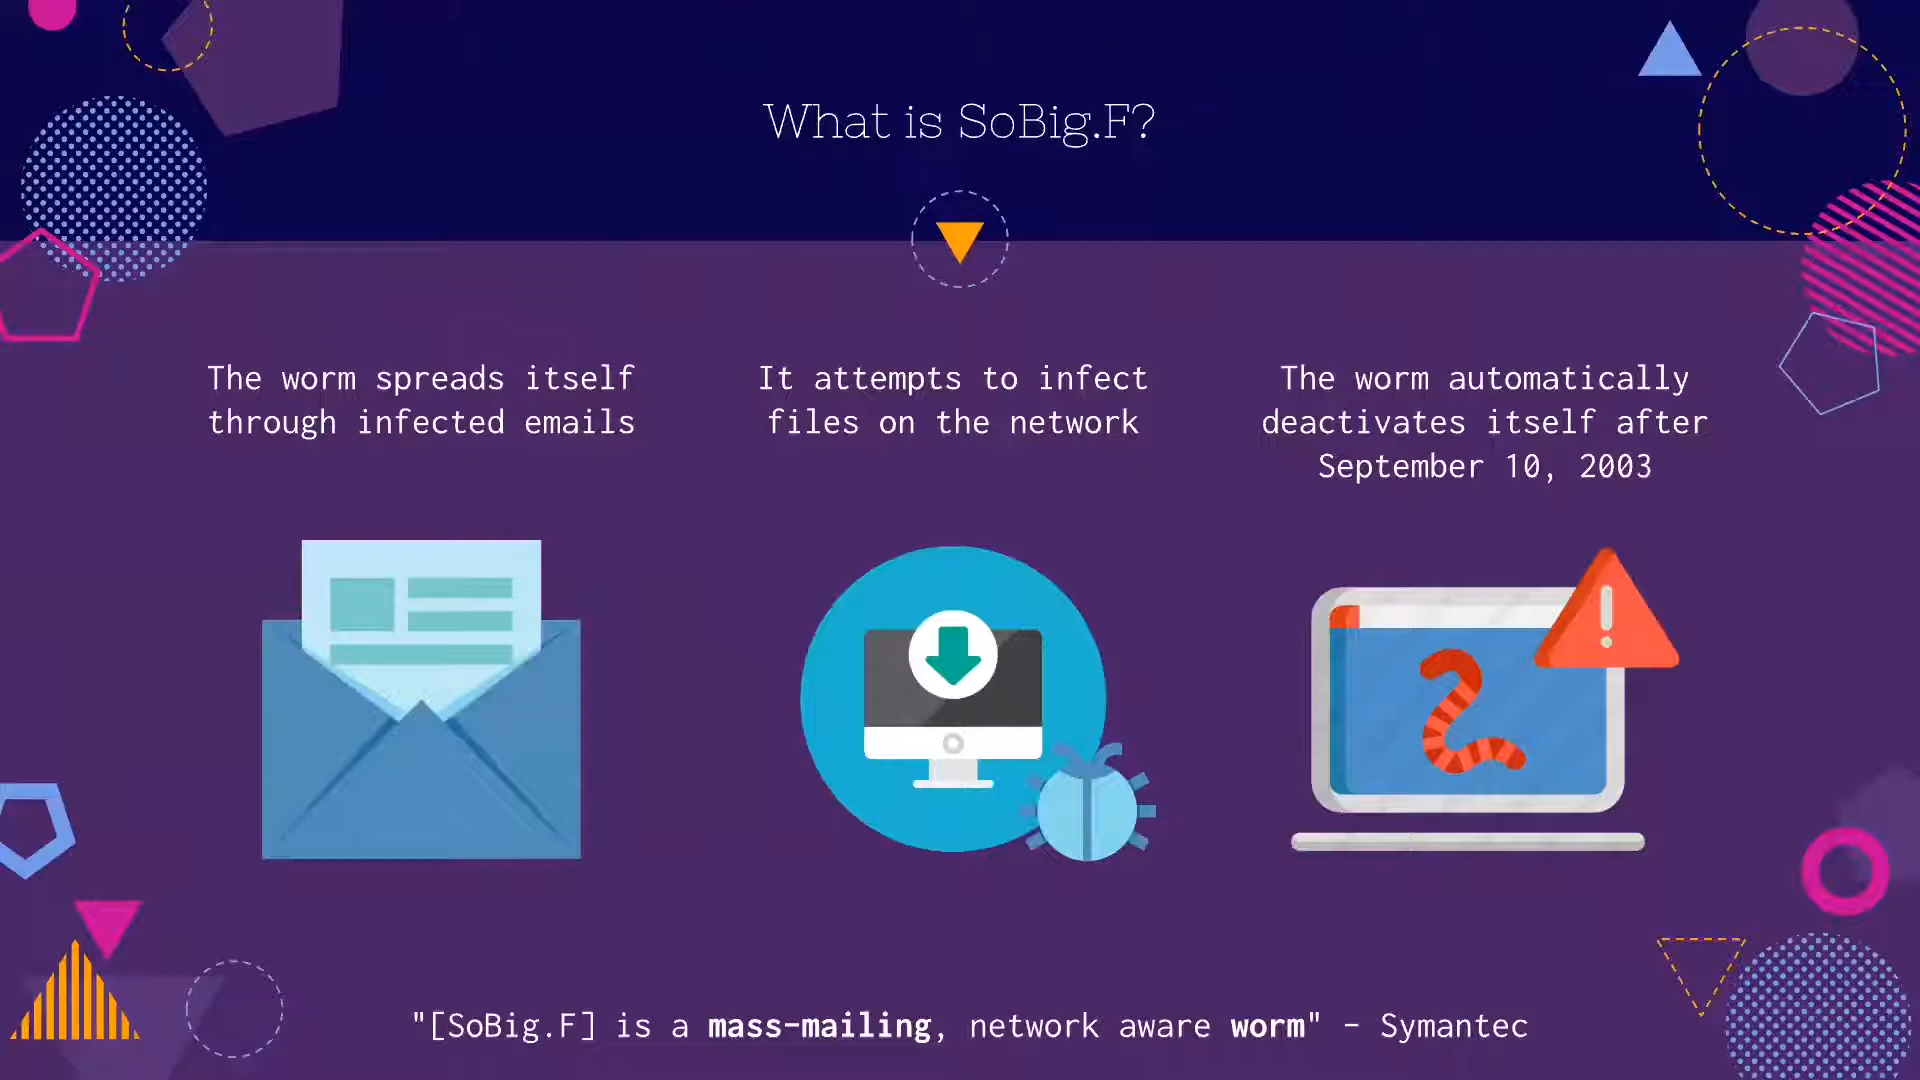 What is SoBig.F?
The worm spreads itself
through infected emails
It attempts to infect
files on the network
The worm automatically
deactivates itself after
September 10, 2003
"[SoBig.F] is a mass-mailing, network aware worm" - Symantec